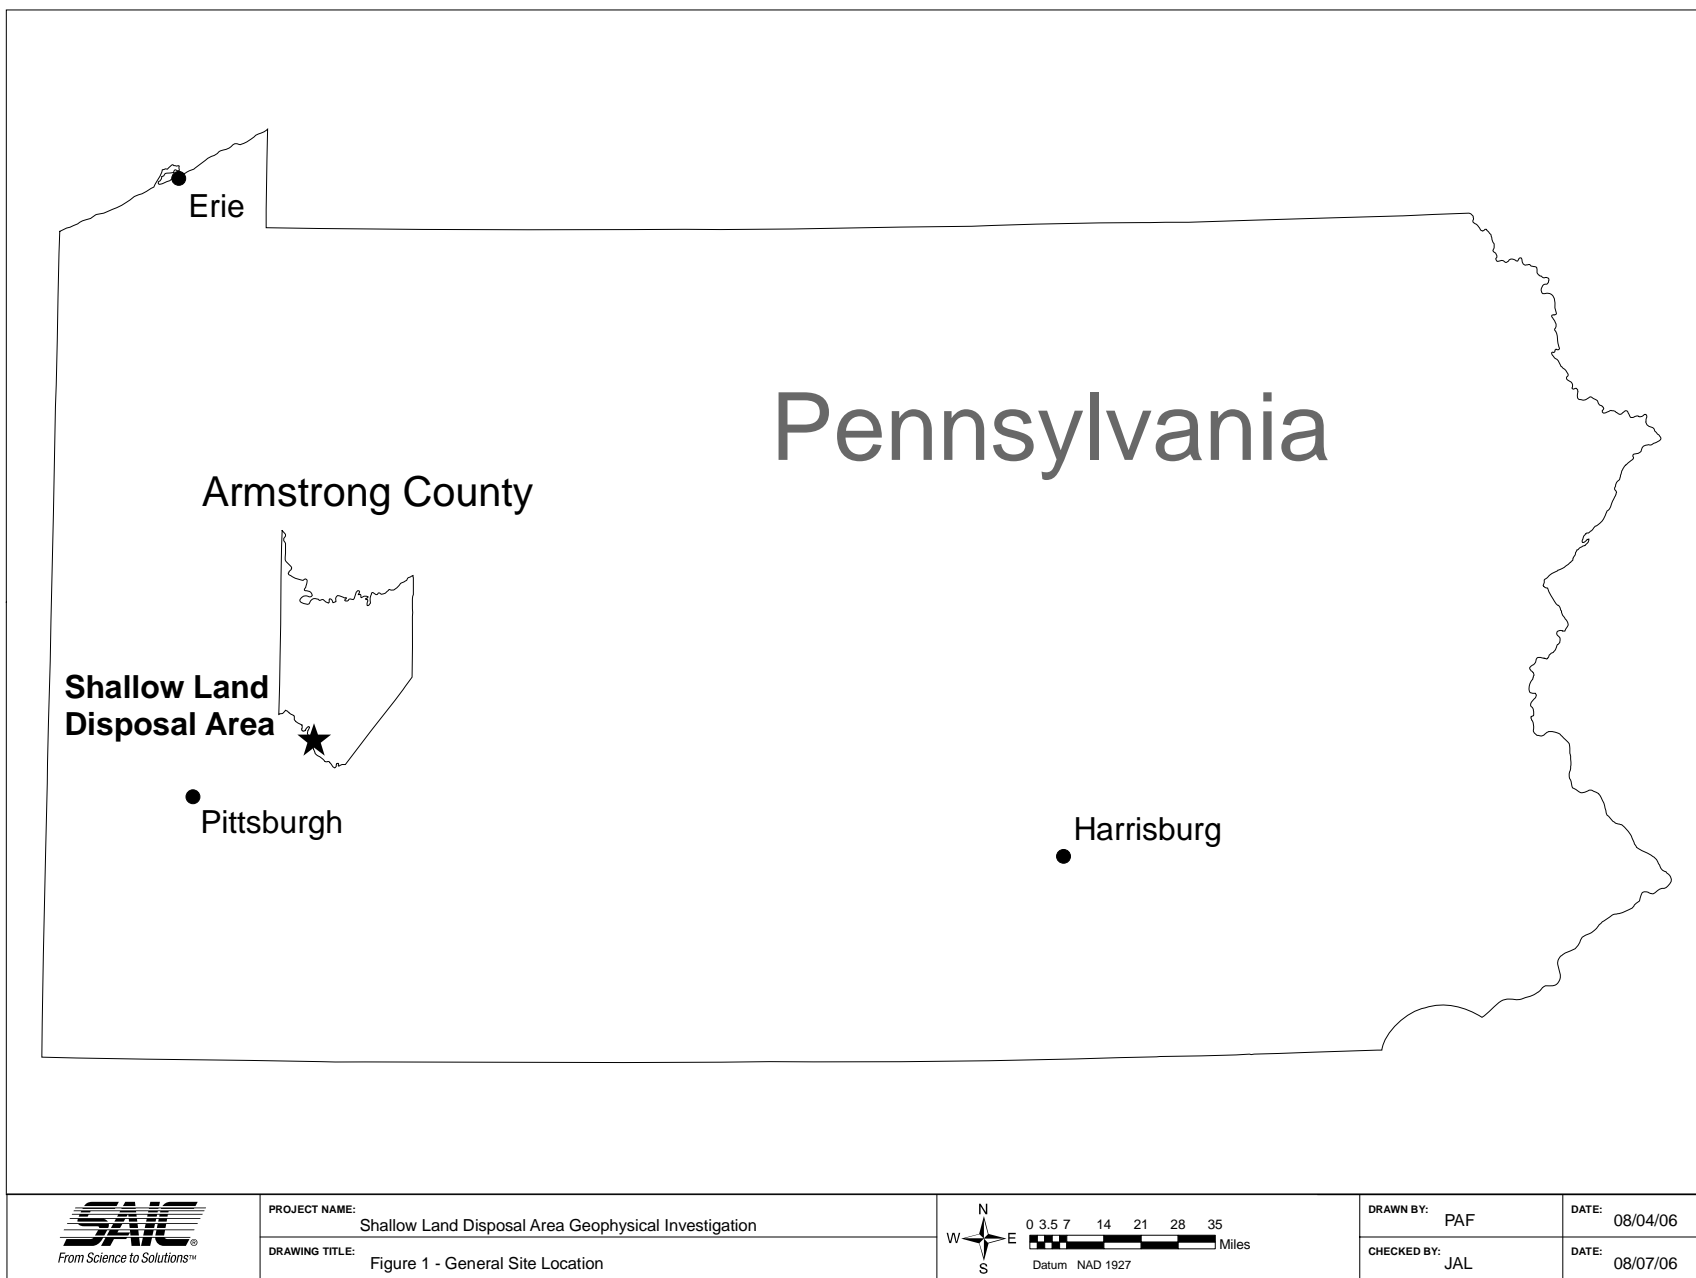 Erie
Pennsylvania
Armstrong County
Shallow Land
Disposal Area
Pittsburgh
Harrisburg
SAIC®
From Science to Solutions™
PROJECT NAME:
Shallow Land Disposal Area Geophysical Investigation
DRAWING TITLE:
Figure 1 - General Site Location
N
W E
S
0 3.5 7 14 21 28 35
Miles
Datum NAD 1927
DRAWN BY: PAF
DATE: 08/04/06
CHECKED BY: JAL
DATE: 08/07/06